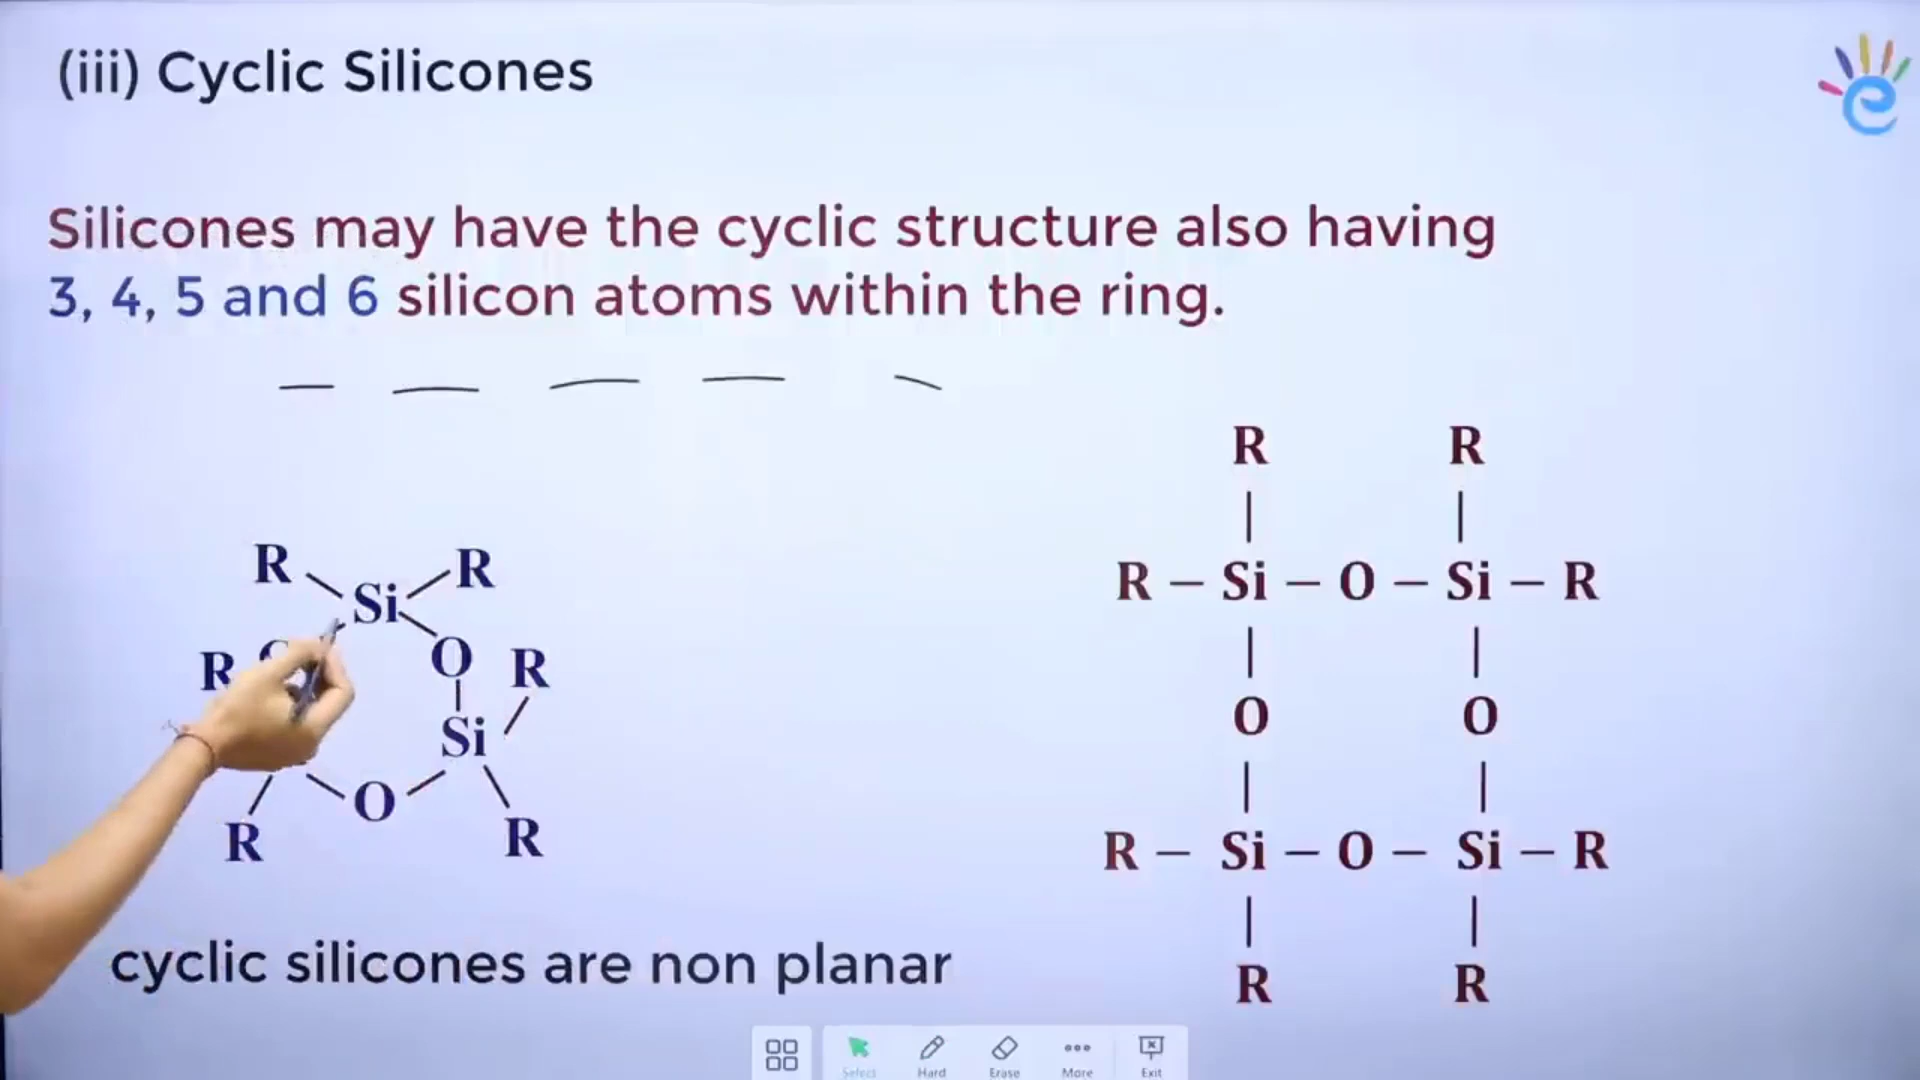 (iii) Cyclic Silicones
Silicones may have the cyclic structure also having
3, 4, 5 and 6 silicon atoms within the ring.
R R
R – Si – O – Si – R
O O
R – Si – O – Si – R
R R
R R
Si
R O R
Si
O
R R
cyclic silicones are non planar
Select Hard Erase More Exit